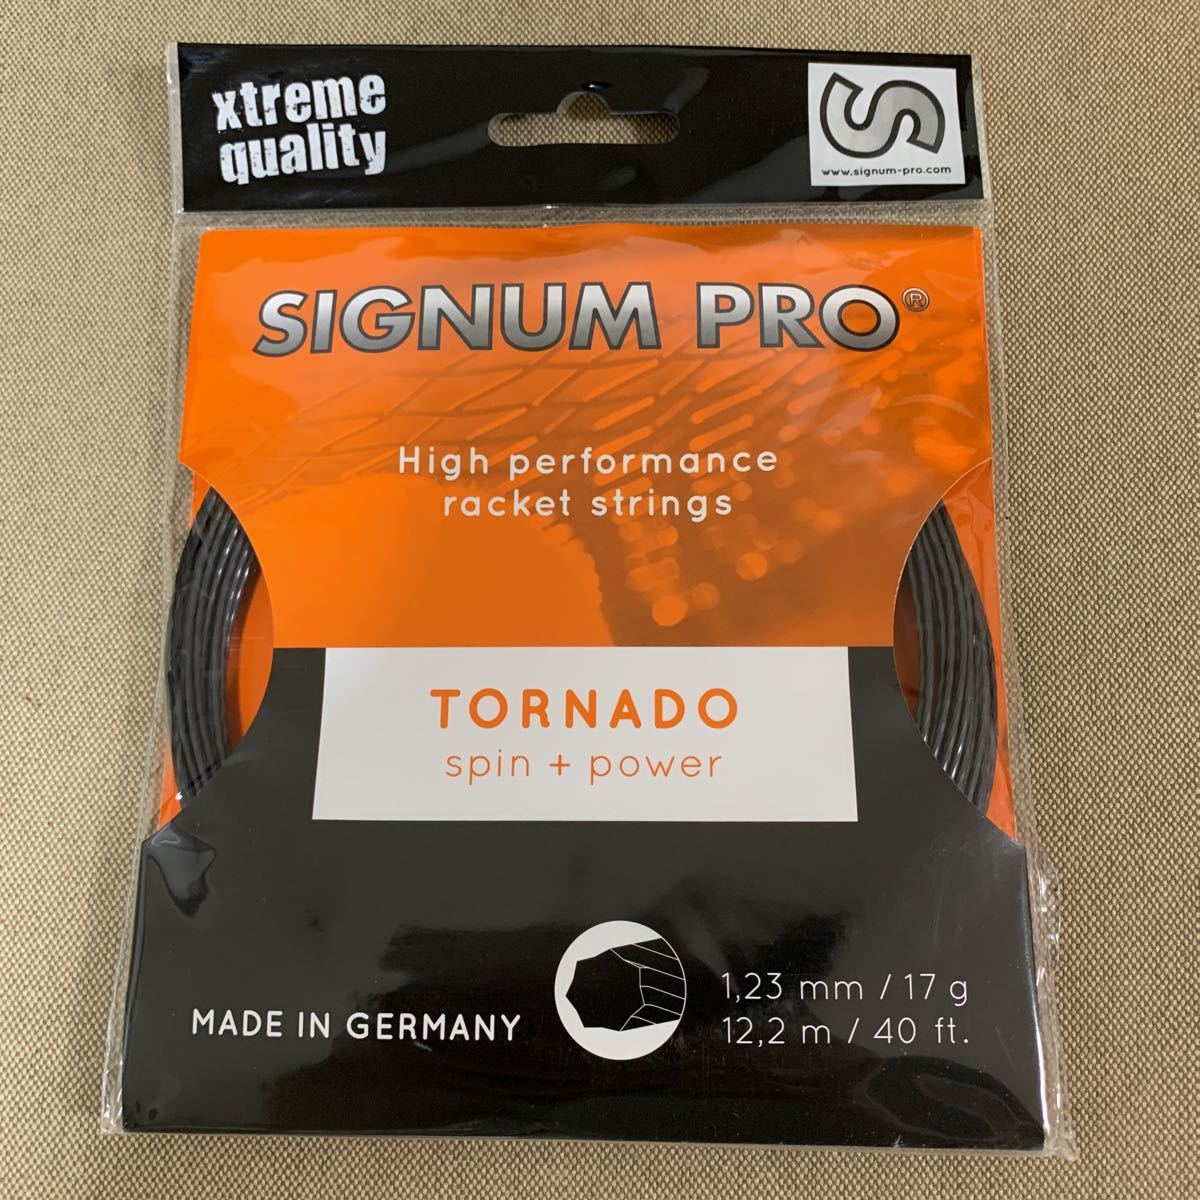 xtreme
quality
www.signum-pro.com
SIGNUM PRO®
High performance
racket strings
TORNADO
spin + power
MADE IN GERMANY
1,23 mm / 17 g
12,2 m / 40 ft.